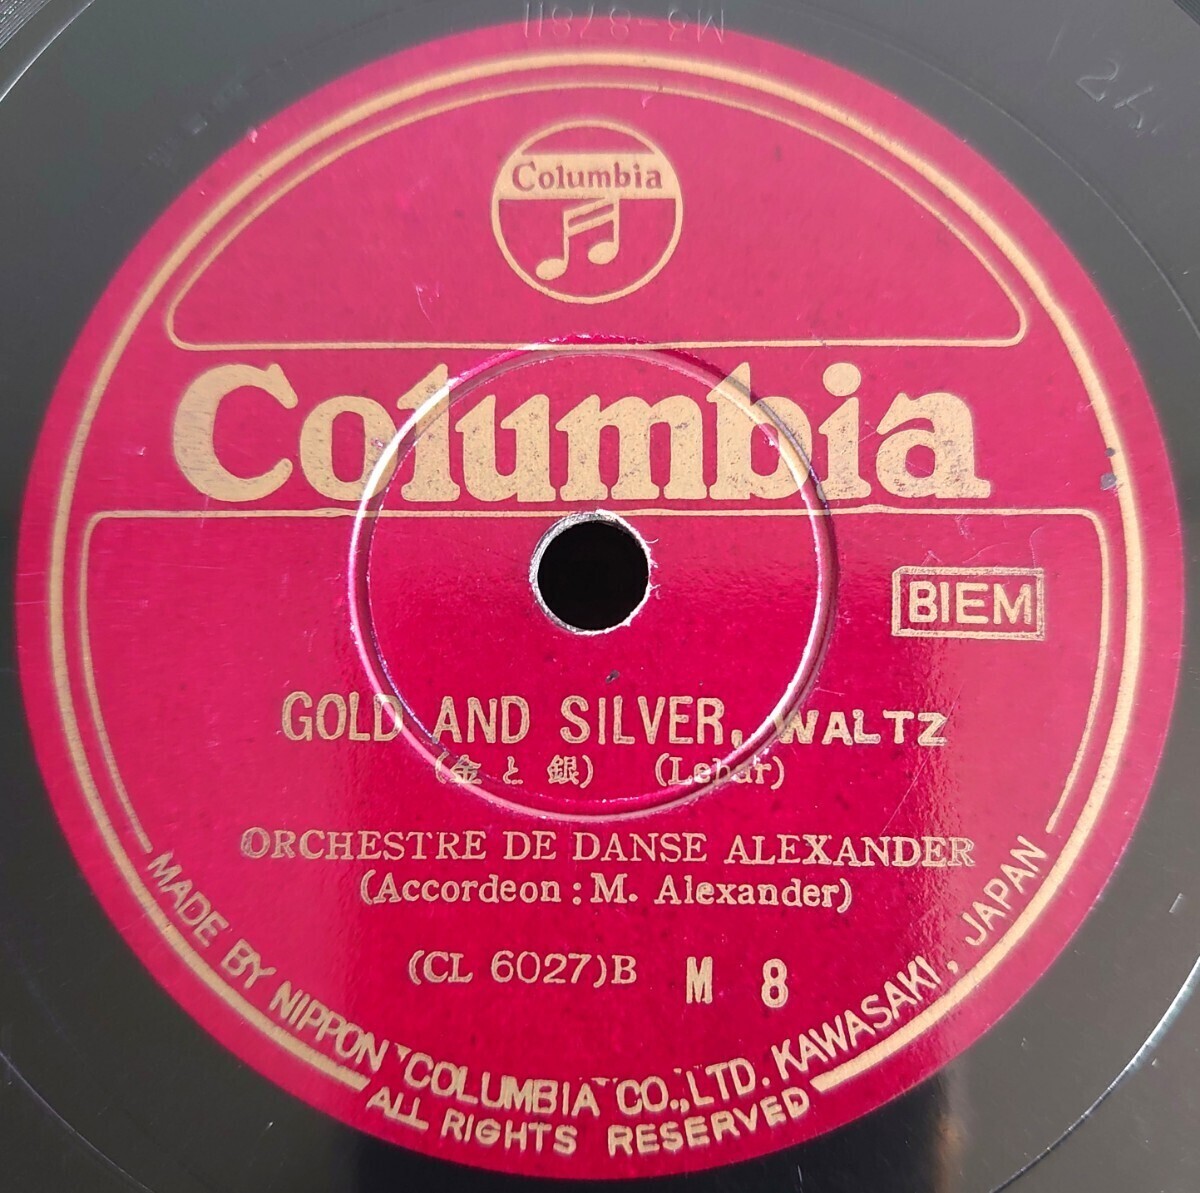 Columbia
Columbia
BIEM
GOLD AND SILVER, WALTZ
(金と銀) (Lehar)
ORCHESTRE DE DANSE ALEXANDER
(Accordeon : M. Alexander)
(CL 6027)B M 8
MADE BY NIPPON "COLUMBIA" CO., LTD. KAWASAKI, JAPAN
ALL RIGHTS RESERVED